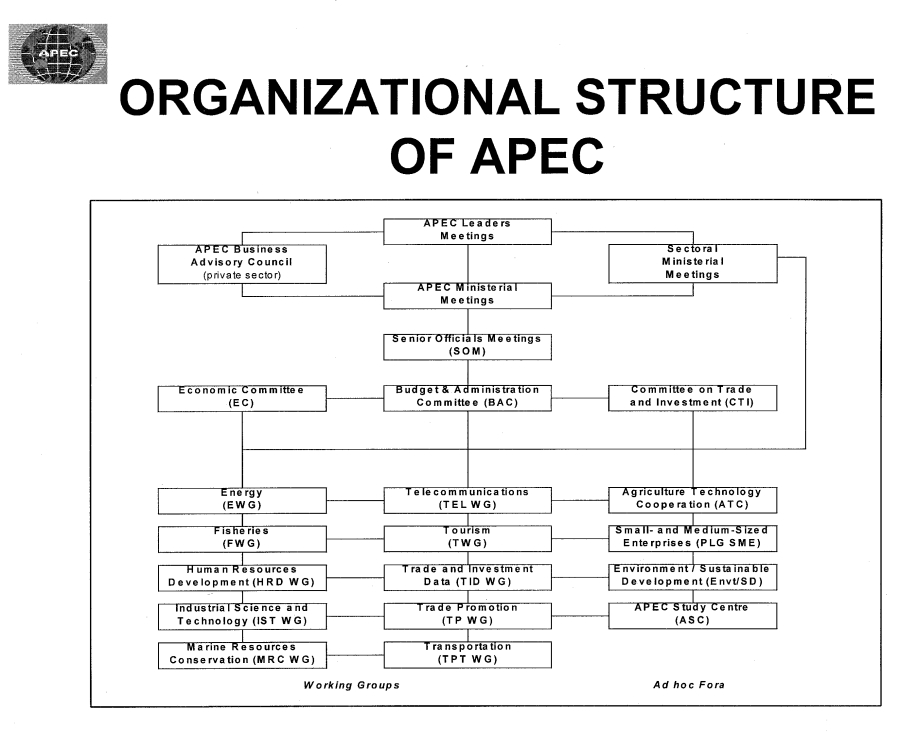 APEC
ORGANIZATIONAL STRUCTURE
OF APEC
APEC Leaders
Meetings
APEC Business
Advisory Council
(private sector)
Sectoral
Ministerial
Meetings
APEC Ministerial
Meetings
Senior Officials Meetings
(SOM)
Economic Committee
(EC)
Budget & Administration
Committee (BAC)
Committee on Trade
and Investment (CTI)
Energy
(EWG)
Telecommunications
(TEL WG)
Agriculture Technology
Cooperation (ATC)
Fisheries
(FWG)
Tourism
(TWG)
Small- and Medium-Sized
Enterprises (PLG SME)
Human Resources
Development (HRD WG)
Trade and Investment
Data (TID WG)
Environment / Sustainable
Development (Envt/SD)
Industrial Science and
Technology (IST WG)
Trade Promotion
(TP WG)
APEC Study Centre
(ASC)
Marine Resources
Conservation (MRC WG)
Transportation
(TPT WG)
Working Groups
Ad hoc Fora